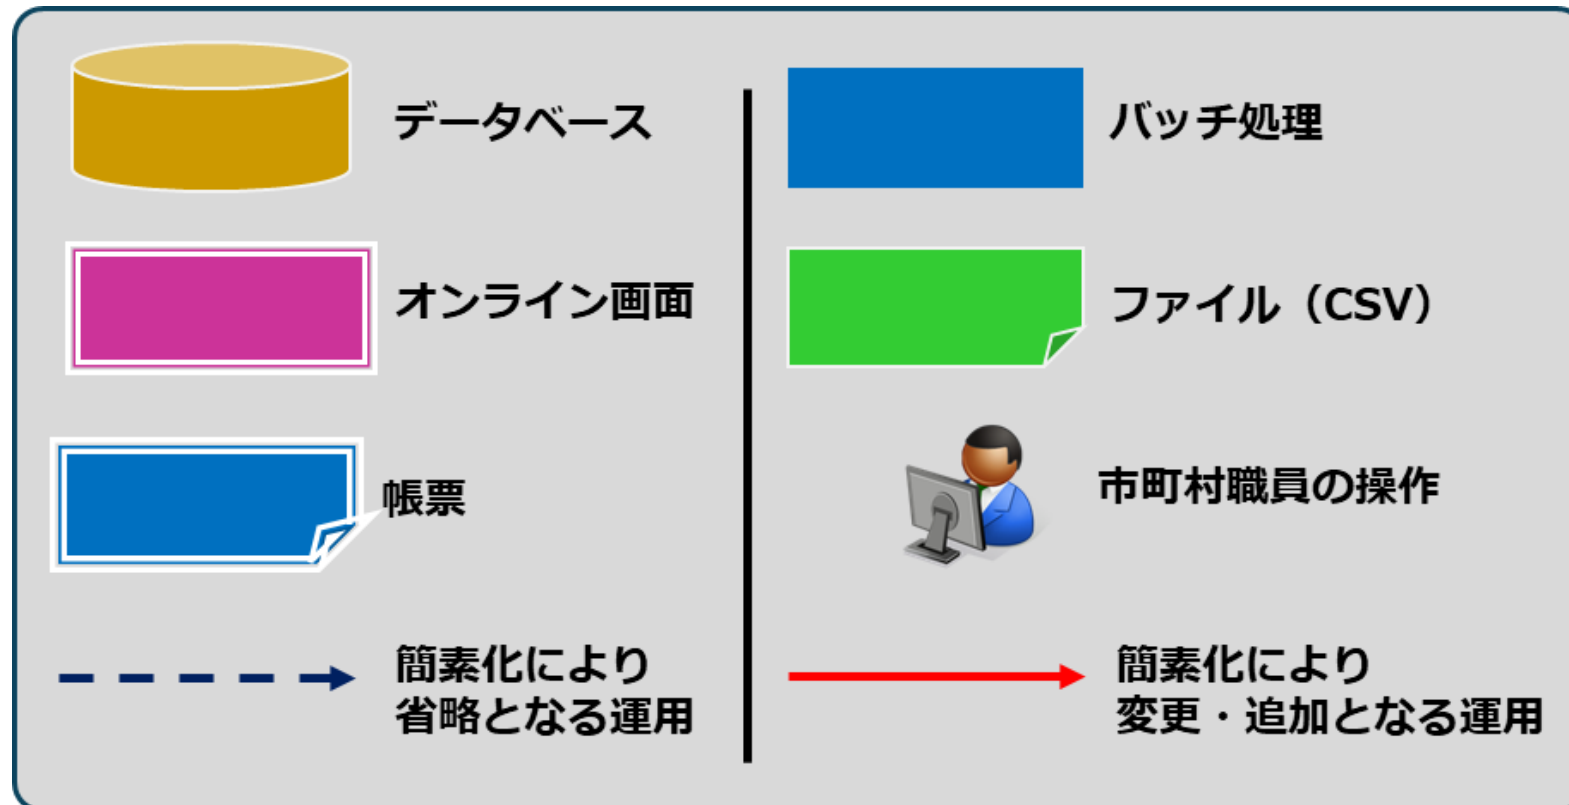 データベース
オンライン画面
帳票
簡素化により
省略となる運用
バッチ処理
ファイル（CSV）
市町村職員の操作
簡素化により
変更・追加となる運用